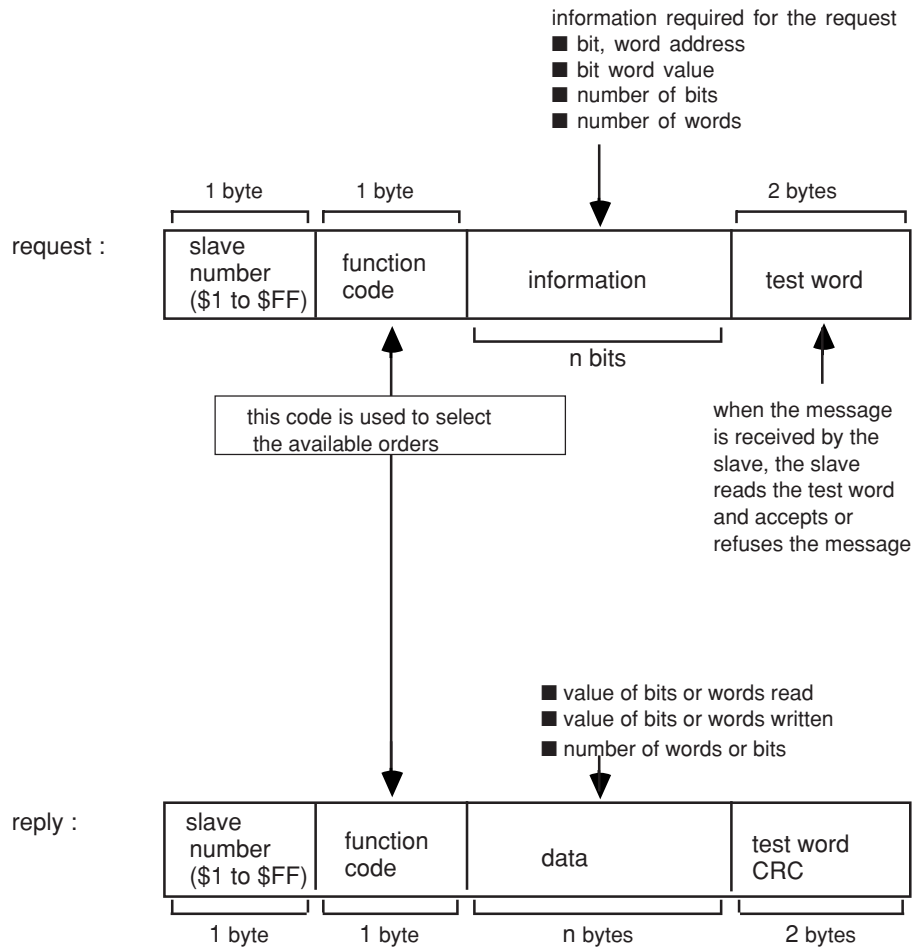 information required for the request
■ bit, word address
■ bit word value
■ number of bits
■ number of words
1 byte
1 byte
2 bytes
request :
slave
number
($1 to $FF)
function
code
information
test word
n bits
this code is used to select
the available orders
when the message
is received by the
slave, the slave
reads the test word
and accepts or
refuses the message
■ value of bits or words read
■ value of bits or words written
■ number of words or bits
reply :
slave
number
($1 to $FF)
function
code
data
test word
CRC
1 byte
1 byte
n bytes
2 bytes